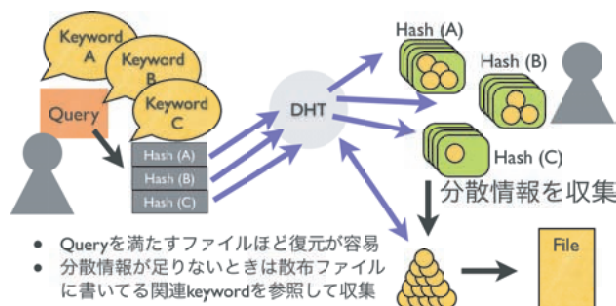 Keyword
A
Keyword
B
Keyword
C
Query
Hash (A)
Hash (B)
Hash (C)
DHT
Hash (A)
Hash (B)
Hash (C)
分散情報を収集
File
• Queryを満たすファイルほど復元が容易
• 分散情報が足りないときは散布ファイル
に書いてる関連keywordを参照して収集